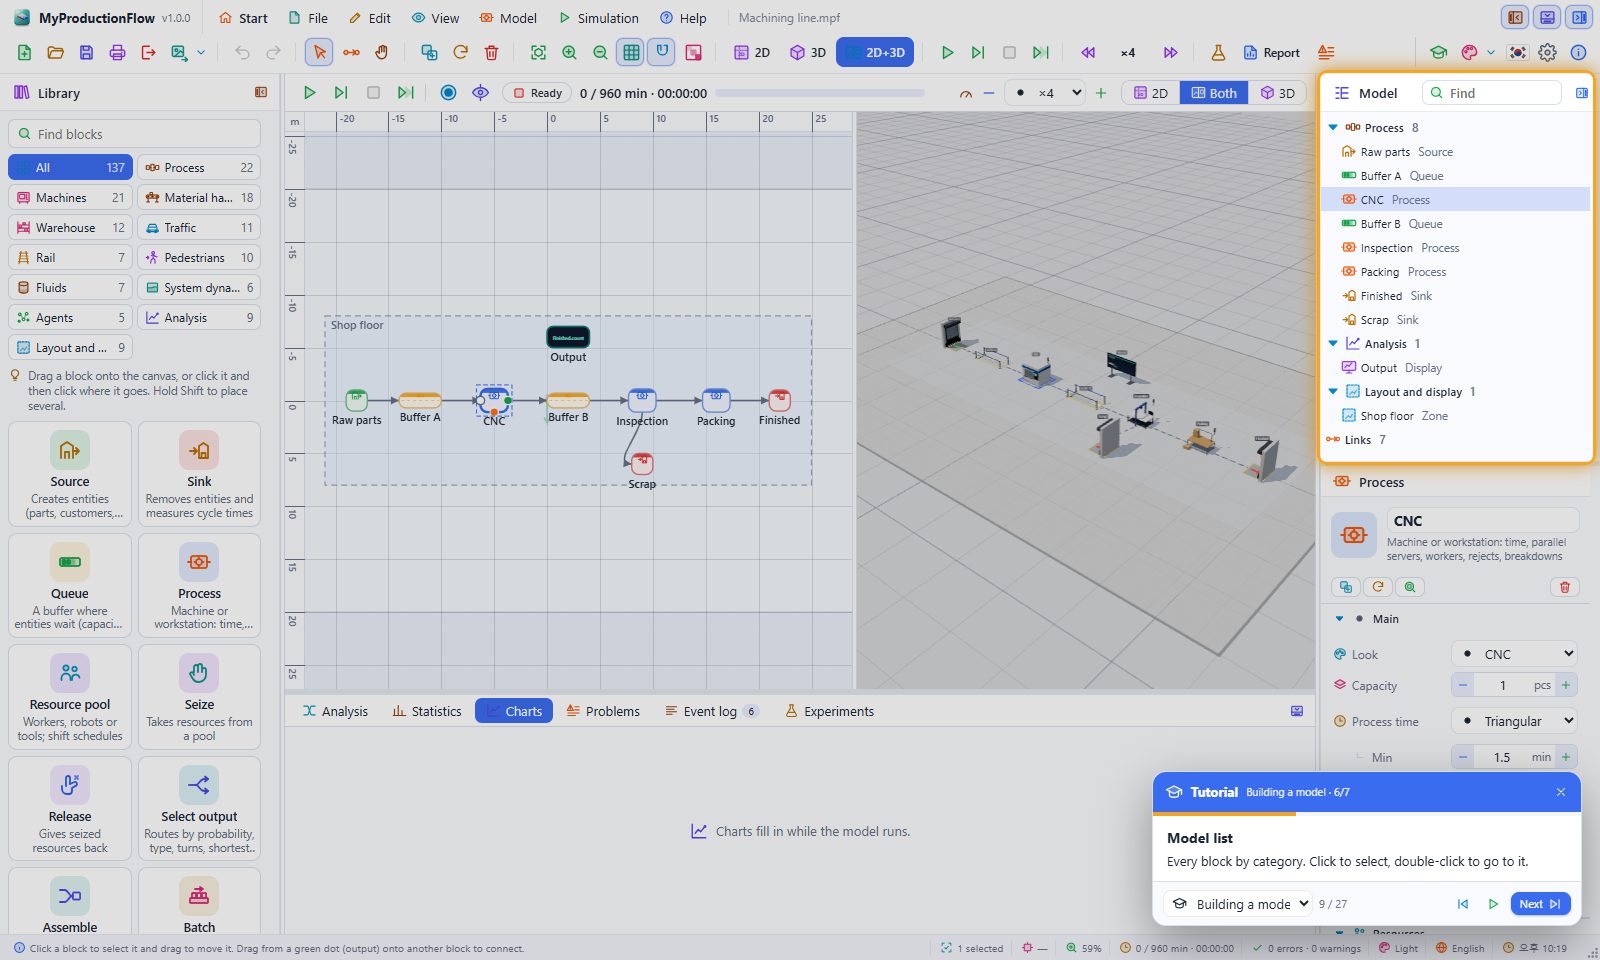 MyProductionFlow v1.0.0
Start
File
Edit
View
Model
Simulation
Help
Machining line.mpf
2D
3D
2D+3D
×4
Report
Library
Find blocks
All 137
Process 22
Machines 21
Material ha... 18
Warehouse 12
Traffic 11
Rail 7
Pedestrians 10
Fluids 7
System dyna... 6
Agents 5
Analysis 9
Layout and ... 9
Drag a block onto the canvas, or click it and
then click where it goes. Hold Shift to place
several.
Source
Creates entities
(parts, customers,...
Sink
Removes entities and
measures cycle times
Queue
A buffer where
entities wait (capaci...
Process
Machine or
workstation: time,...
Resource pool
Workers, robots or
tools; shift schedules
Seize
Takes resources from
a pool
Release
Gives seized
resources back
Select output
Routes by probability,
type, turns, shortest..
Assemble
Batch
Ready
0 / 960 min · 00:00:00
×4
2D
Both
3D
m
-20
-15
-10
-5
0
5
10
15
20
25
-25
-20
-15
-10
-5
0
5
10
15
20
25
Shop floor
Finished.count
Output
Raw parts
Buffer A
CNC
Buffer B
Inspection
Packing
Finished
Scrap
Analysis
Statistics
Charts
Problems
Event log 6
Experiments
Charts fill in while the model runs.
Model
Find
Process 8
Raw parts Source
Buffer A Queue
CNC Process
Buffer B Queue
Inspection Process
Packing Process
Finished Sink
Scrap Sink
Analysis 1
Output Display
Layout and display 1
Shop floor Zone
Links 7
Process
CNC
Machine or workstation: time, parallel
servers, workers, rejects, breakdowns
Main
Look CNC
Capacity 1 pcs
Process time Triangular
Min 1.5 min
Resources
Tutorial Building a model · 6/7
Model list
Every block by category. Click to select, double-click to go to it.
Building a mode
9 / 27
Next
Click a block to select it and drag to move it. Drag from a green dot (output) onto another block to connect.
1 selected
—
59%
0 / 960 min · 00:00:00
0 errors · 0 warnings
Light
English
오후 10:19